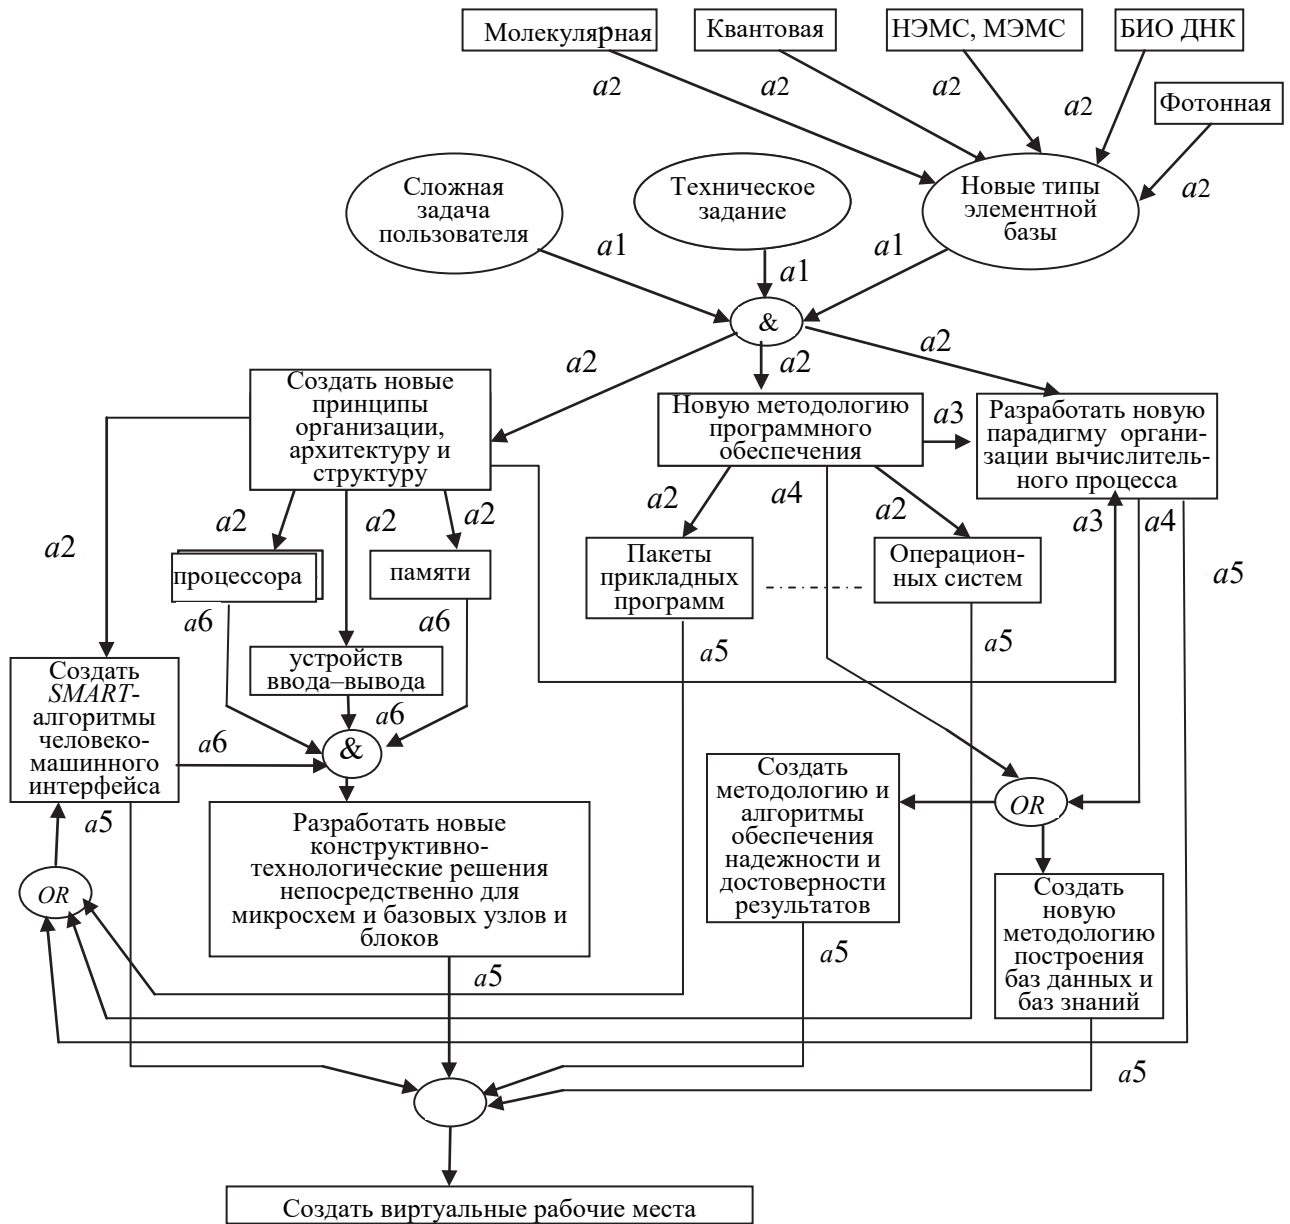 Молекулярная
Квантовая
НЭМС, МЭМС
БИО ДНК
Фотонная
a2
a2
a2
a2
a2
Сложная
задача
пользователя
Техническое
задание
Новые типы
элементной
базы
a1
a1
a1
&
a2
a2
a2
Создать новые
принципы
организации,
архитектуру и
структуру
Новую методологию
программного
обеспечения
a3
Разработать новую
парадигму органи-
зации вычислитель-
ного процесса
a2
a2
a2
a2
a2
a4
a2
a3
a4
a5
процессора
памяти
Пакеты
прикладных
программ
Операцион-
ных систем
a6
a6
a5
a5
устройств
ввода–вывода
a6
Создать
SMART-
алгоритмы
человеко-
машинного
интерфейса
a6
&
a5
Разработать новые
конструктивно-
технологические решения
непосредственно для
микросхем и базовых узлов и
блоков
Создать
методологию и
алгоритмы
обеспечения
надежности и
достоверности
результатов
OR
OR
Создать
новую
методологию
построения
баз данных и
баз знаний
a5
a5
a5
Создать виртуальные рабочие места